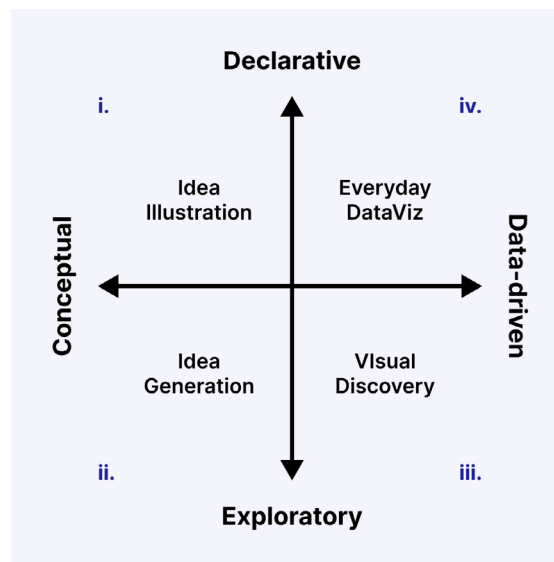 Declarative
i.
iv.
Idea
Illustration
Everyday
DataViz
Conceptual
Data-driven
Idea
Generation
VIsual
Discovery
ii.
iii.
Exploratory